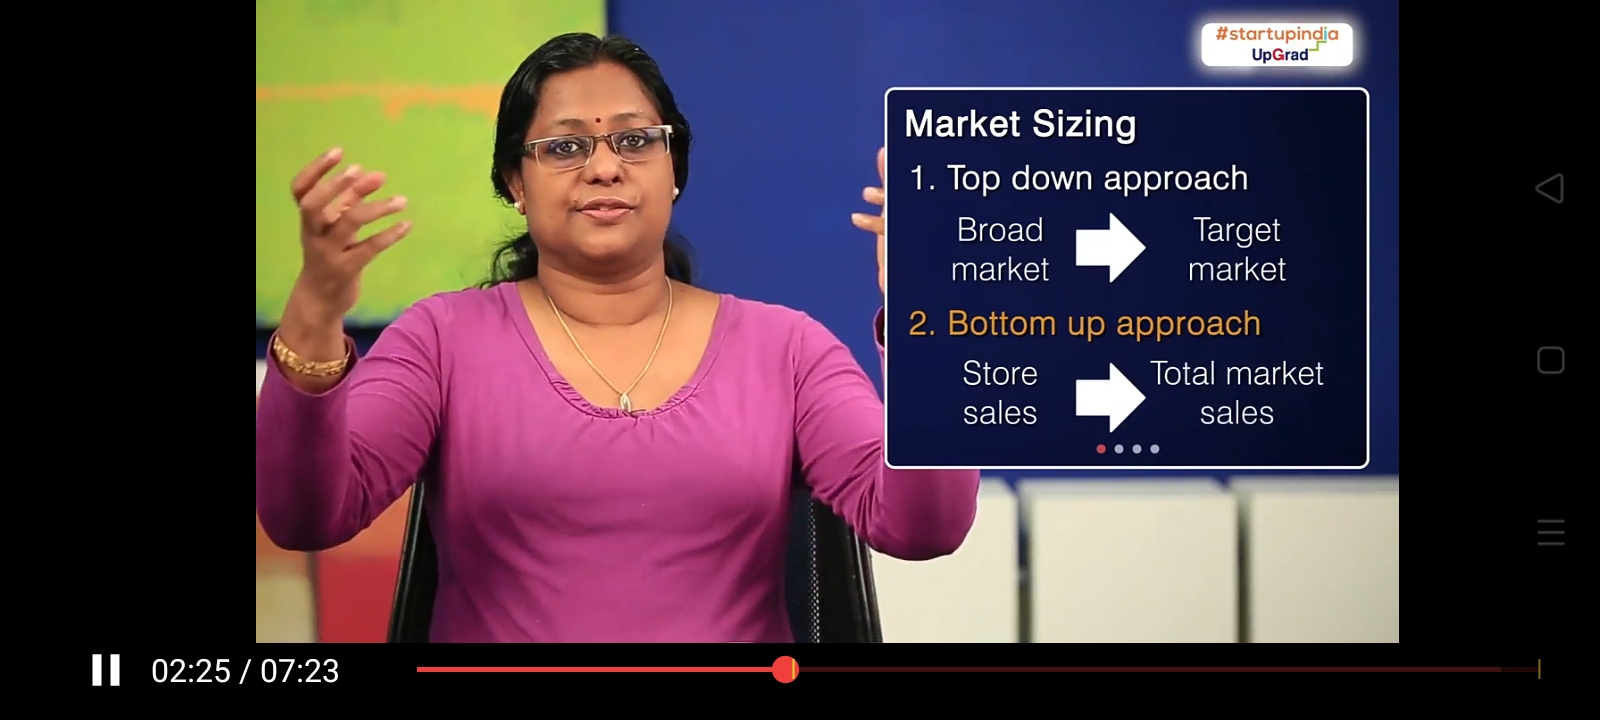 #startupindia
UpGrad
Market Sizing
1. Top down approach
Broad
market
Target
market
2. Bottom up approach
Store
sales
Total market
sales
02:25 / 07:23